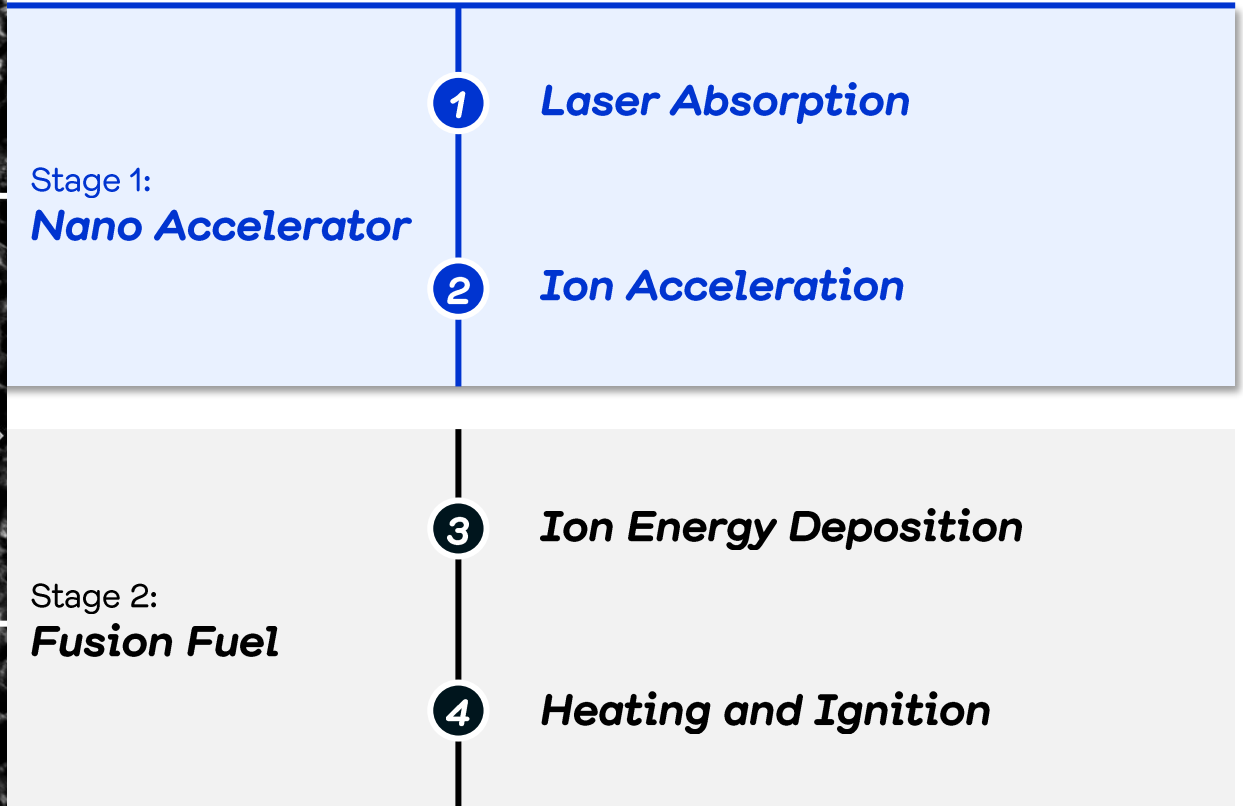 1
Laser Absorption
Stage 1:
Nano Accelerator
2
Ion Acceleration
3
Ion Energy Deposition
Stage 2:
Fusion Fuel
4
Heating and Ignition